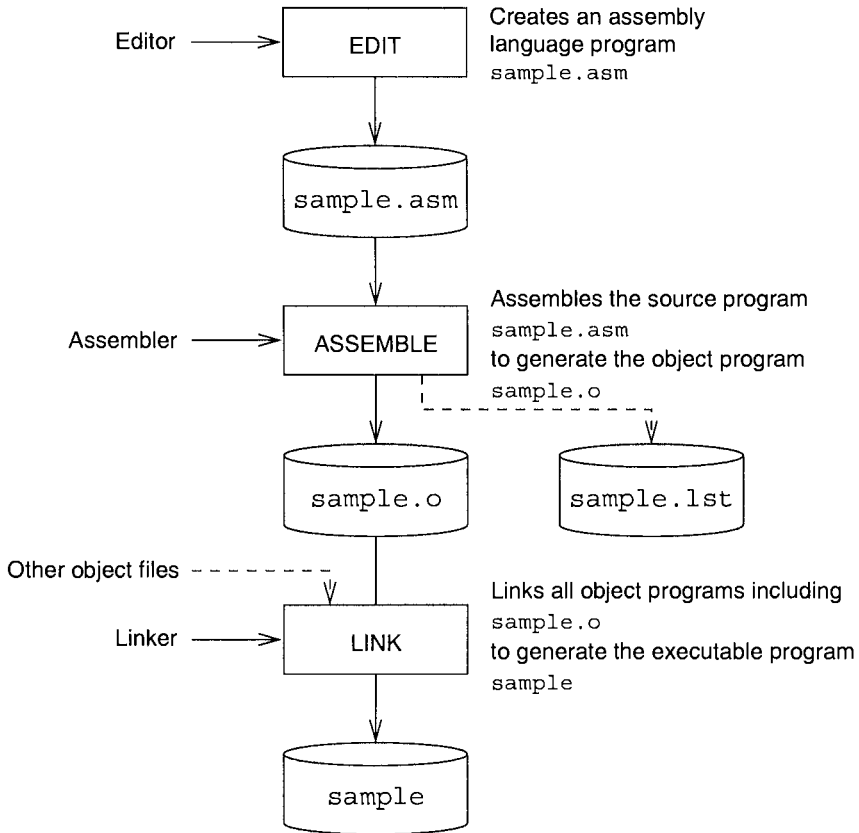 Editor
EDIT
Creates an assembly
language program
sample.asm
sample.asm
Assembler
ASSEMBLE
Assembles the source program
sample.asm
to generate the object program
sample.o
sample.o
sample.lst
Other object files
Linker
LINK
Links all object programs including
sample.o
to generate the executable program
sample
sample